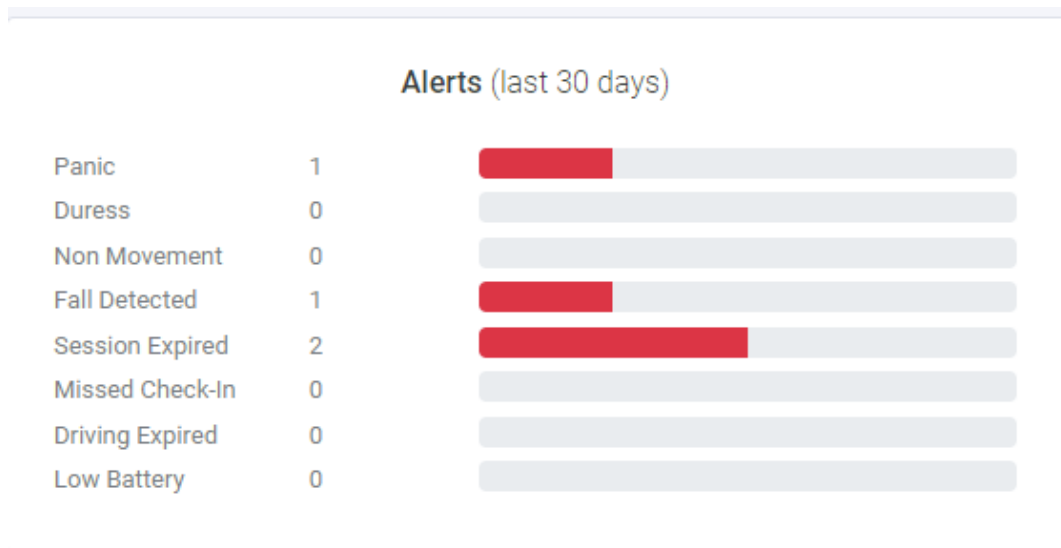 Alerts (last 30 days)
Panic 1
Duress 0
Non Movement 0
Fall Detected 1
Session Expired 2
Missed Check-In 0
Driving Expired 0
Low Battery 0